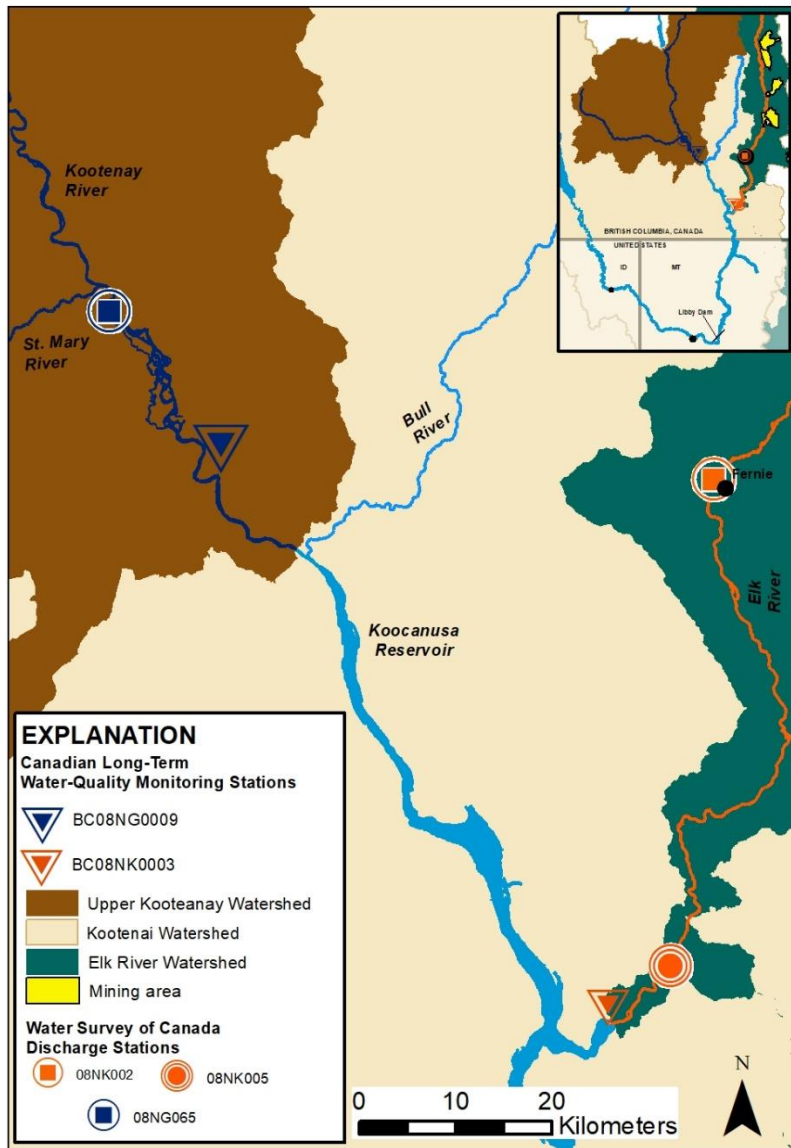 BRITISH COLUMBIA, CANADA
UNITED STATES
ID
MT
Libby Dam
Kootenay
River
St. Mary
River
Bull
River
Fernie
Elk
River
Koocanusa
Reservoir
EXPLANATION
Canadian Long-Term
Water-Quality Monitoring Stations
BC08NG0009
BC08NK0003
Upper Kooteanay Watershed
Kootenai Watershed
Elk River Watershed
Mining area
Water Survey of Canada
Discharge Stations
08NK002
08NK005
08NG065
0 10 20
Kilometers
N